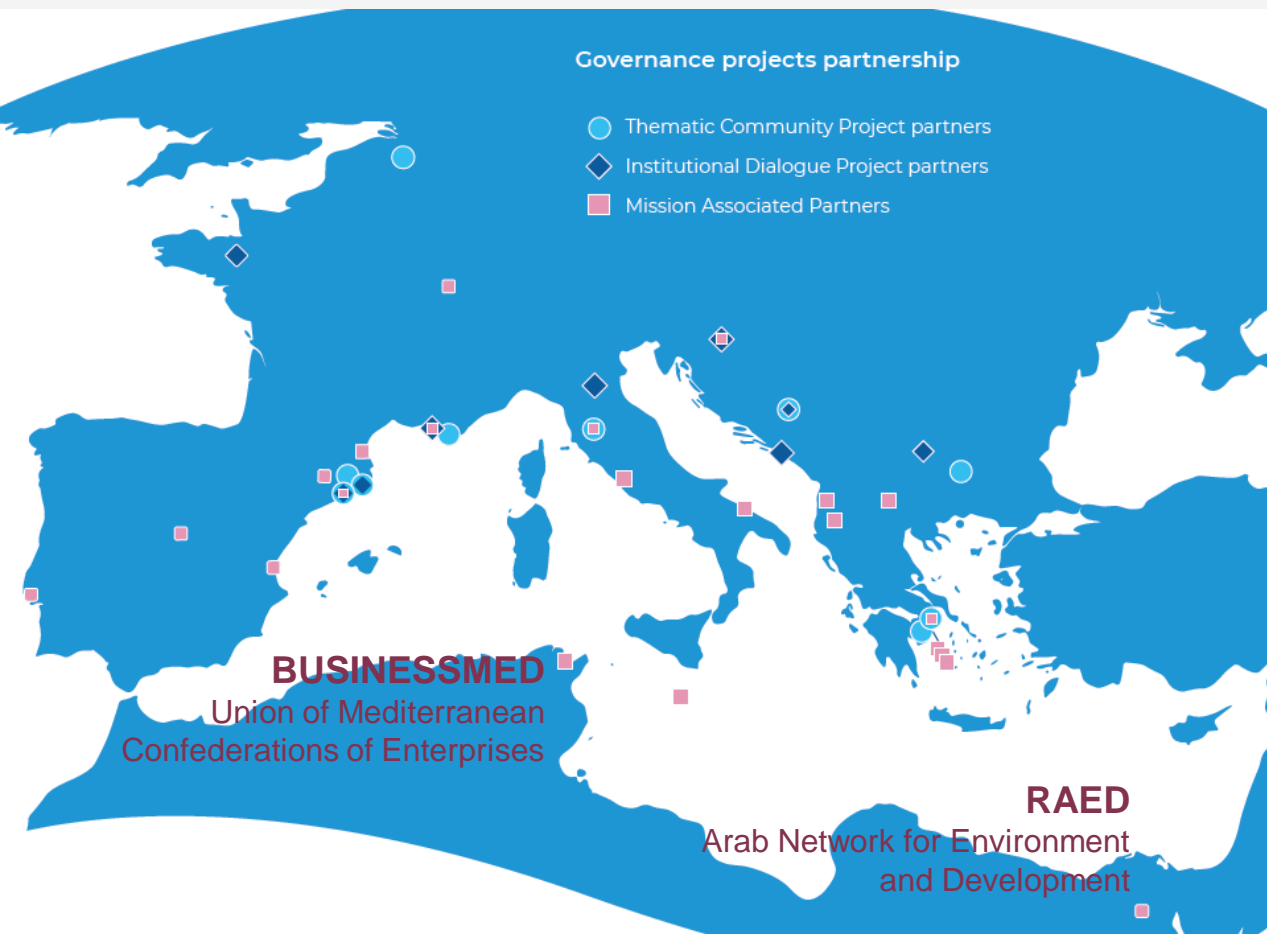 Governance projects partnership
Thematic Community Project partners
Institutional Dialogue Project partners
Mission Associated Partners
BUSINESSMED
Union of Mediterranean
Confederations of Enterprises
RAED
Arab Network for Environment
and Development